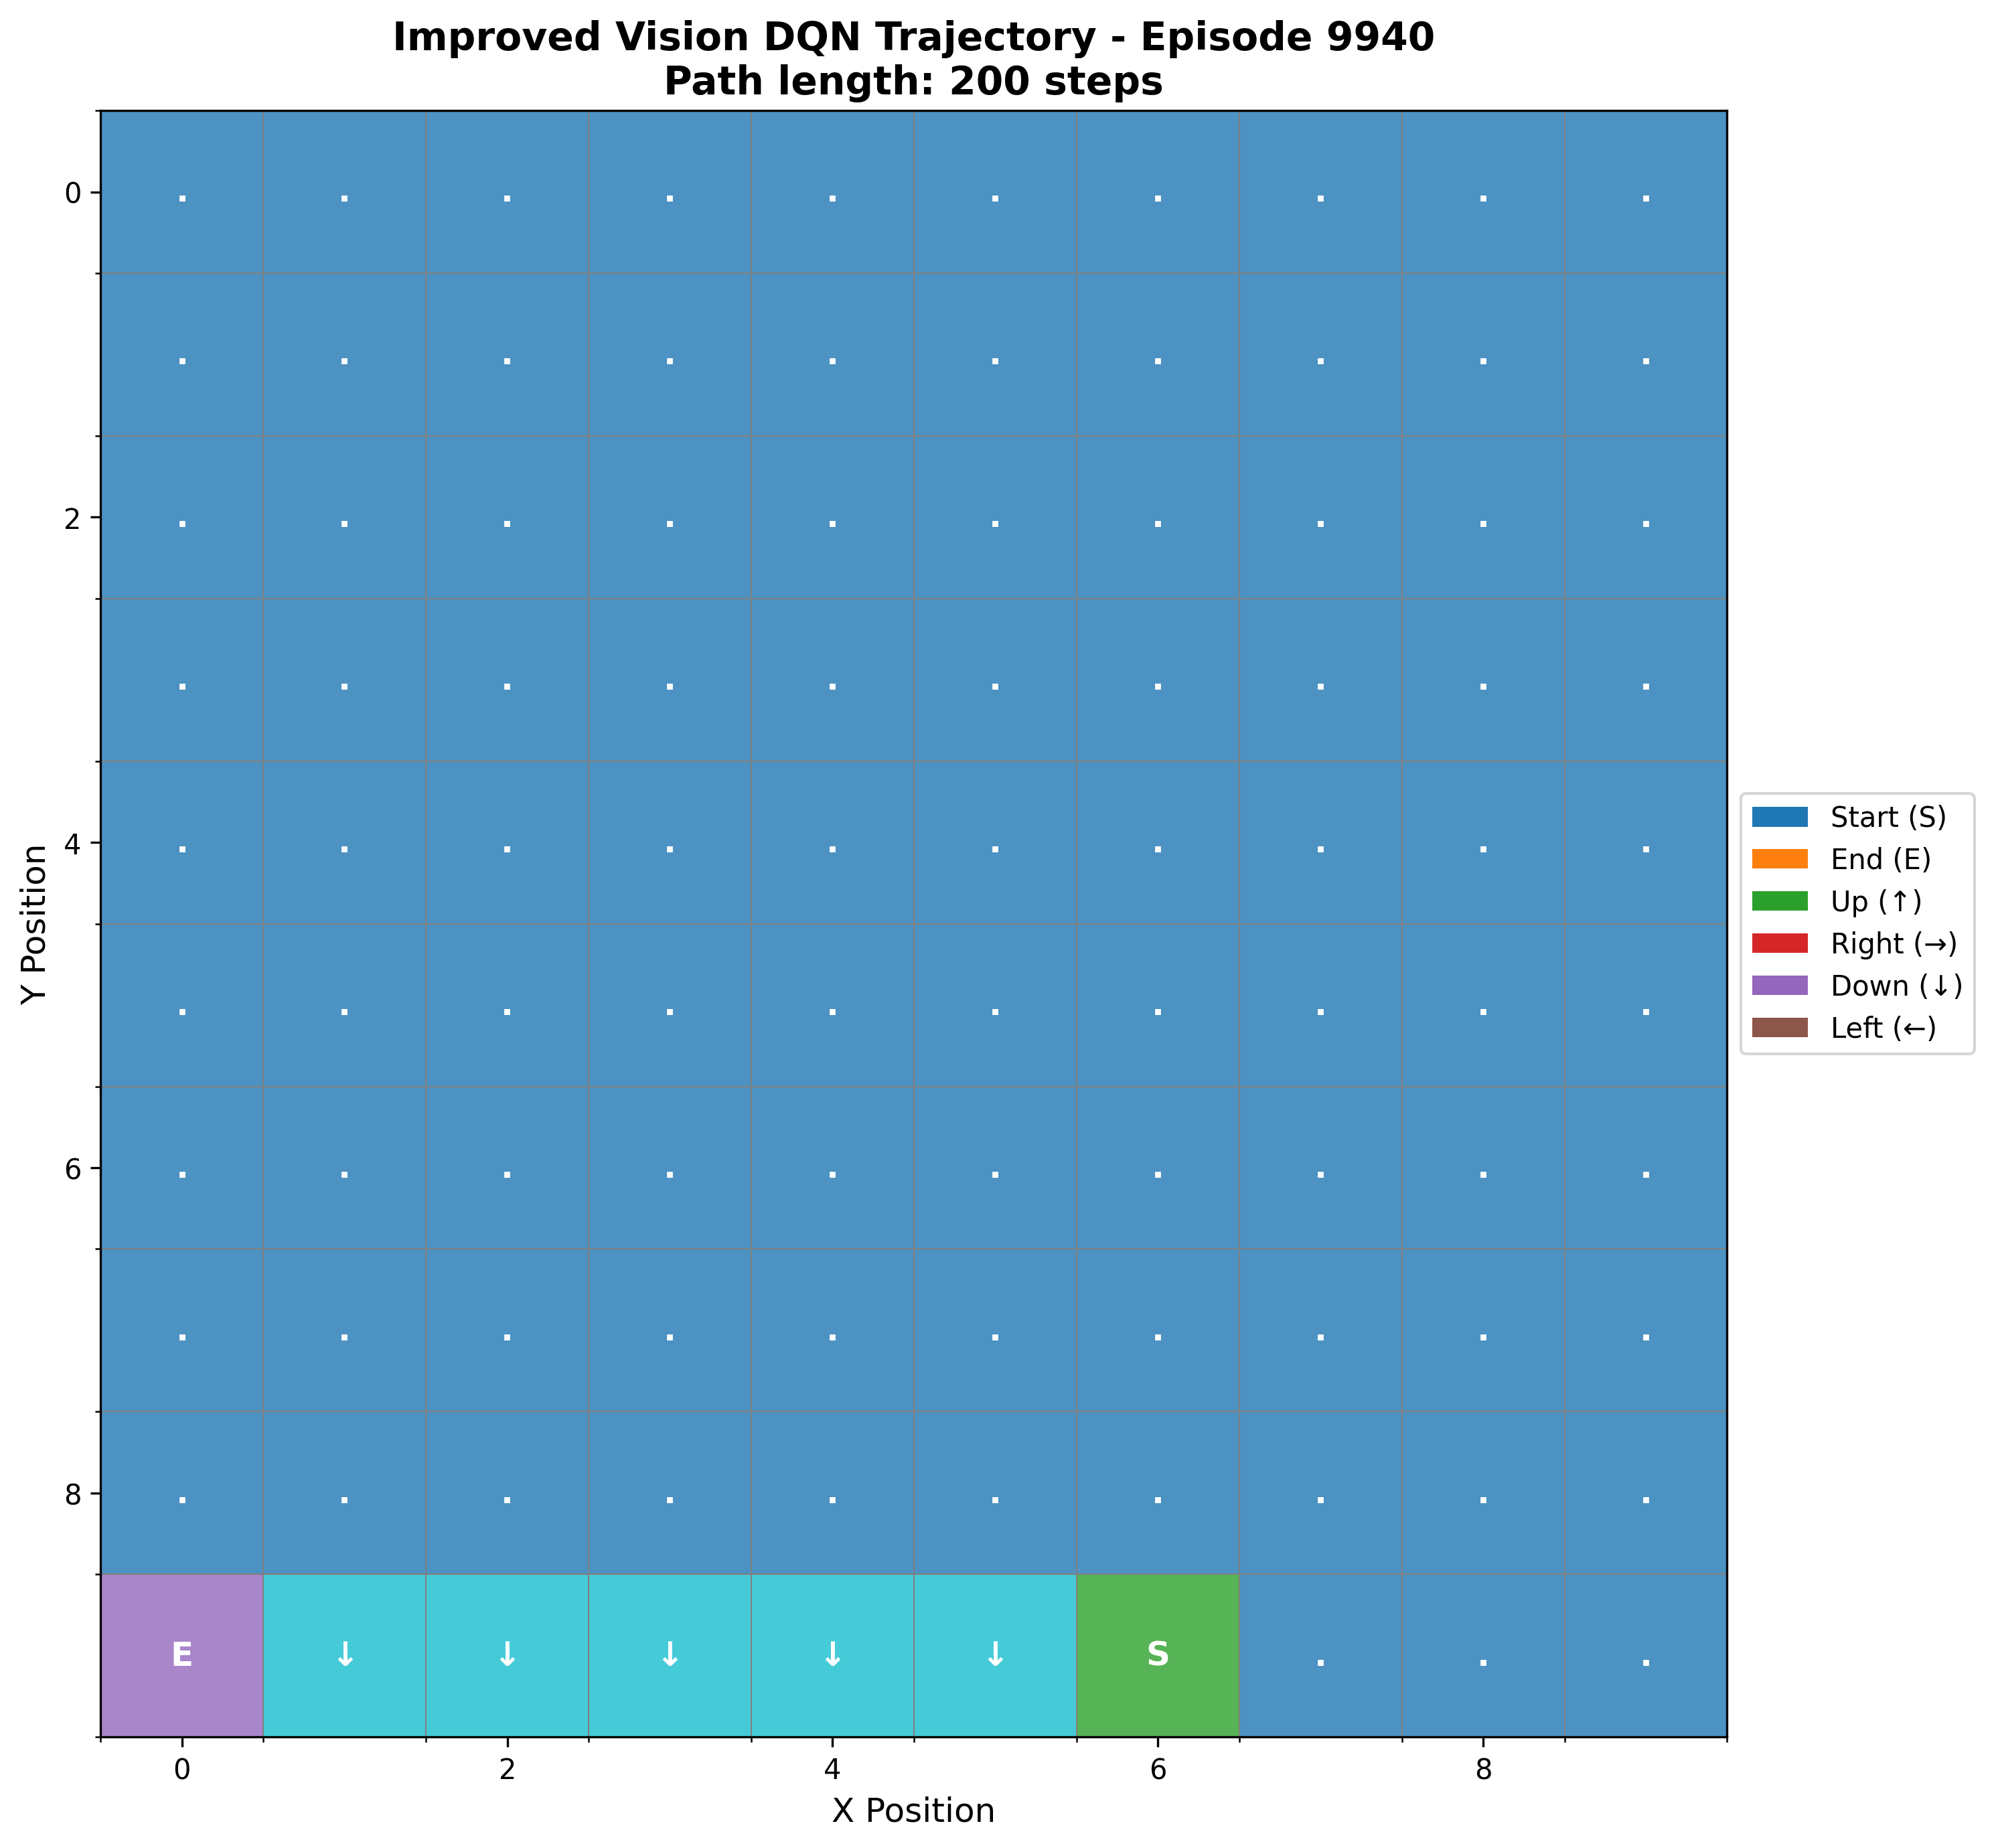 Improved Vision DQN Trajectory - Episode 9940
Path length: 200 steps
0
2
4
6
8
Y Position
E ↓ ↓ ↓ ↓ ↓ S
0 2 4 6 8
X Position
Start (S)
End (E)
Up (↑)
Right (→)
Down (↓)
Left (←)